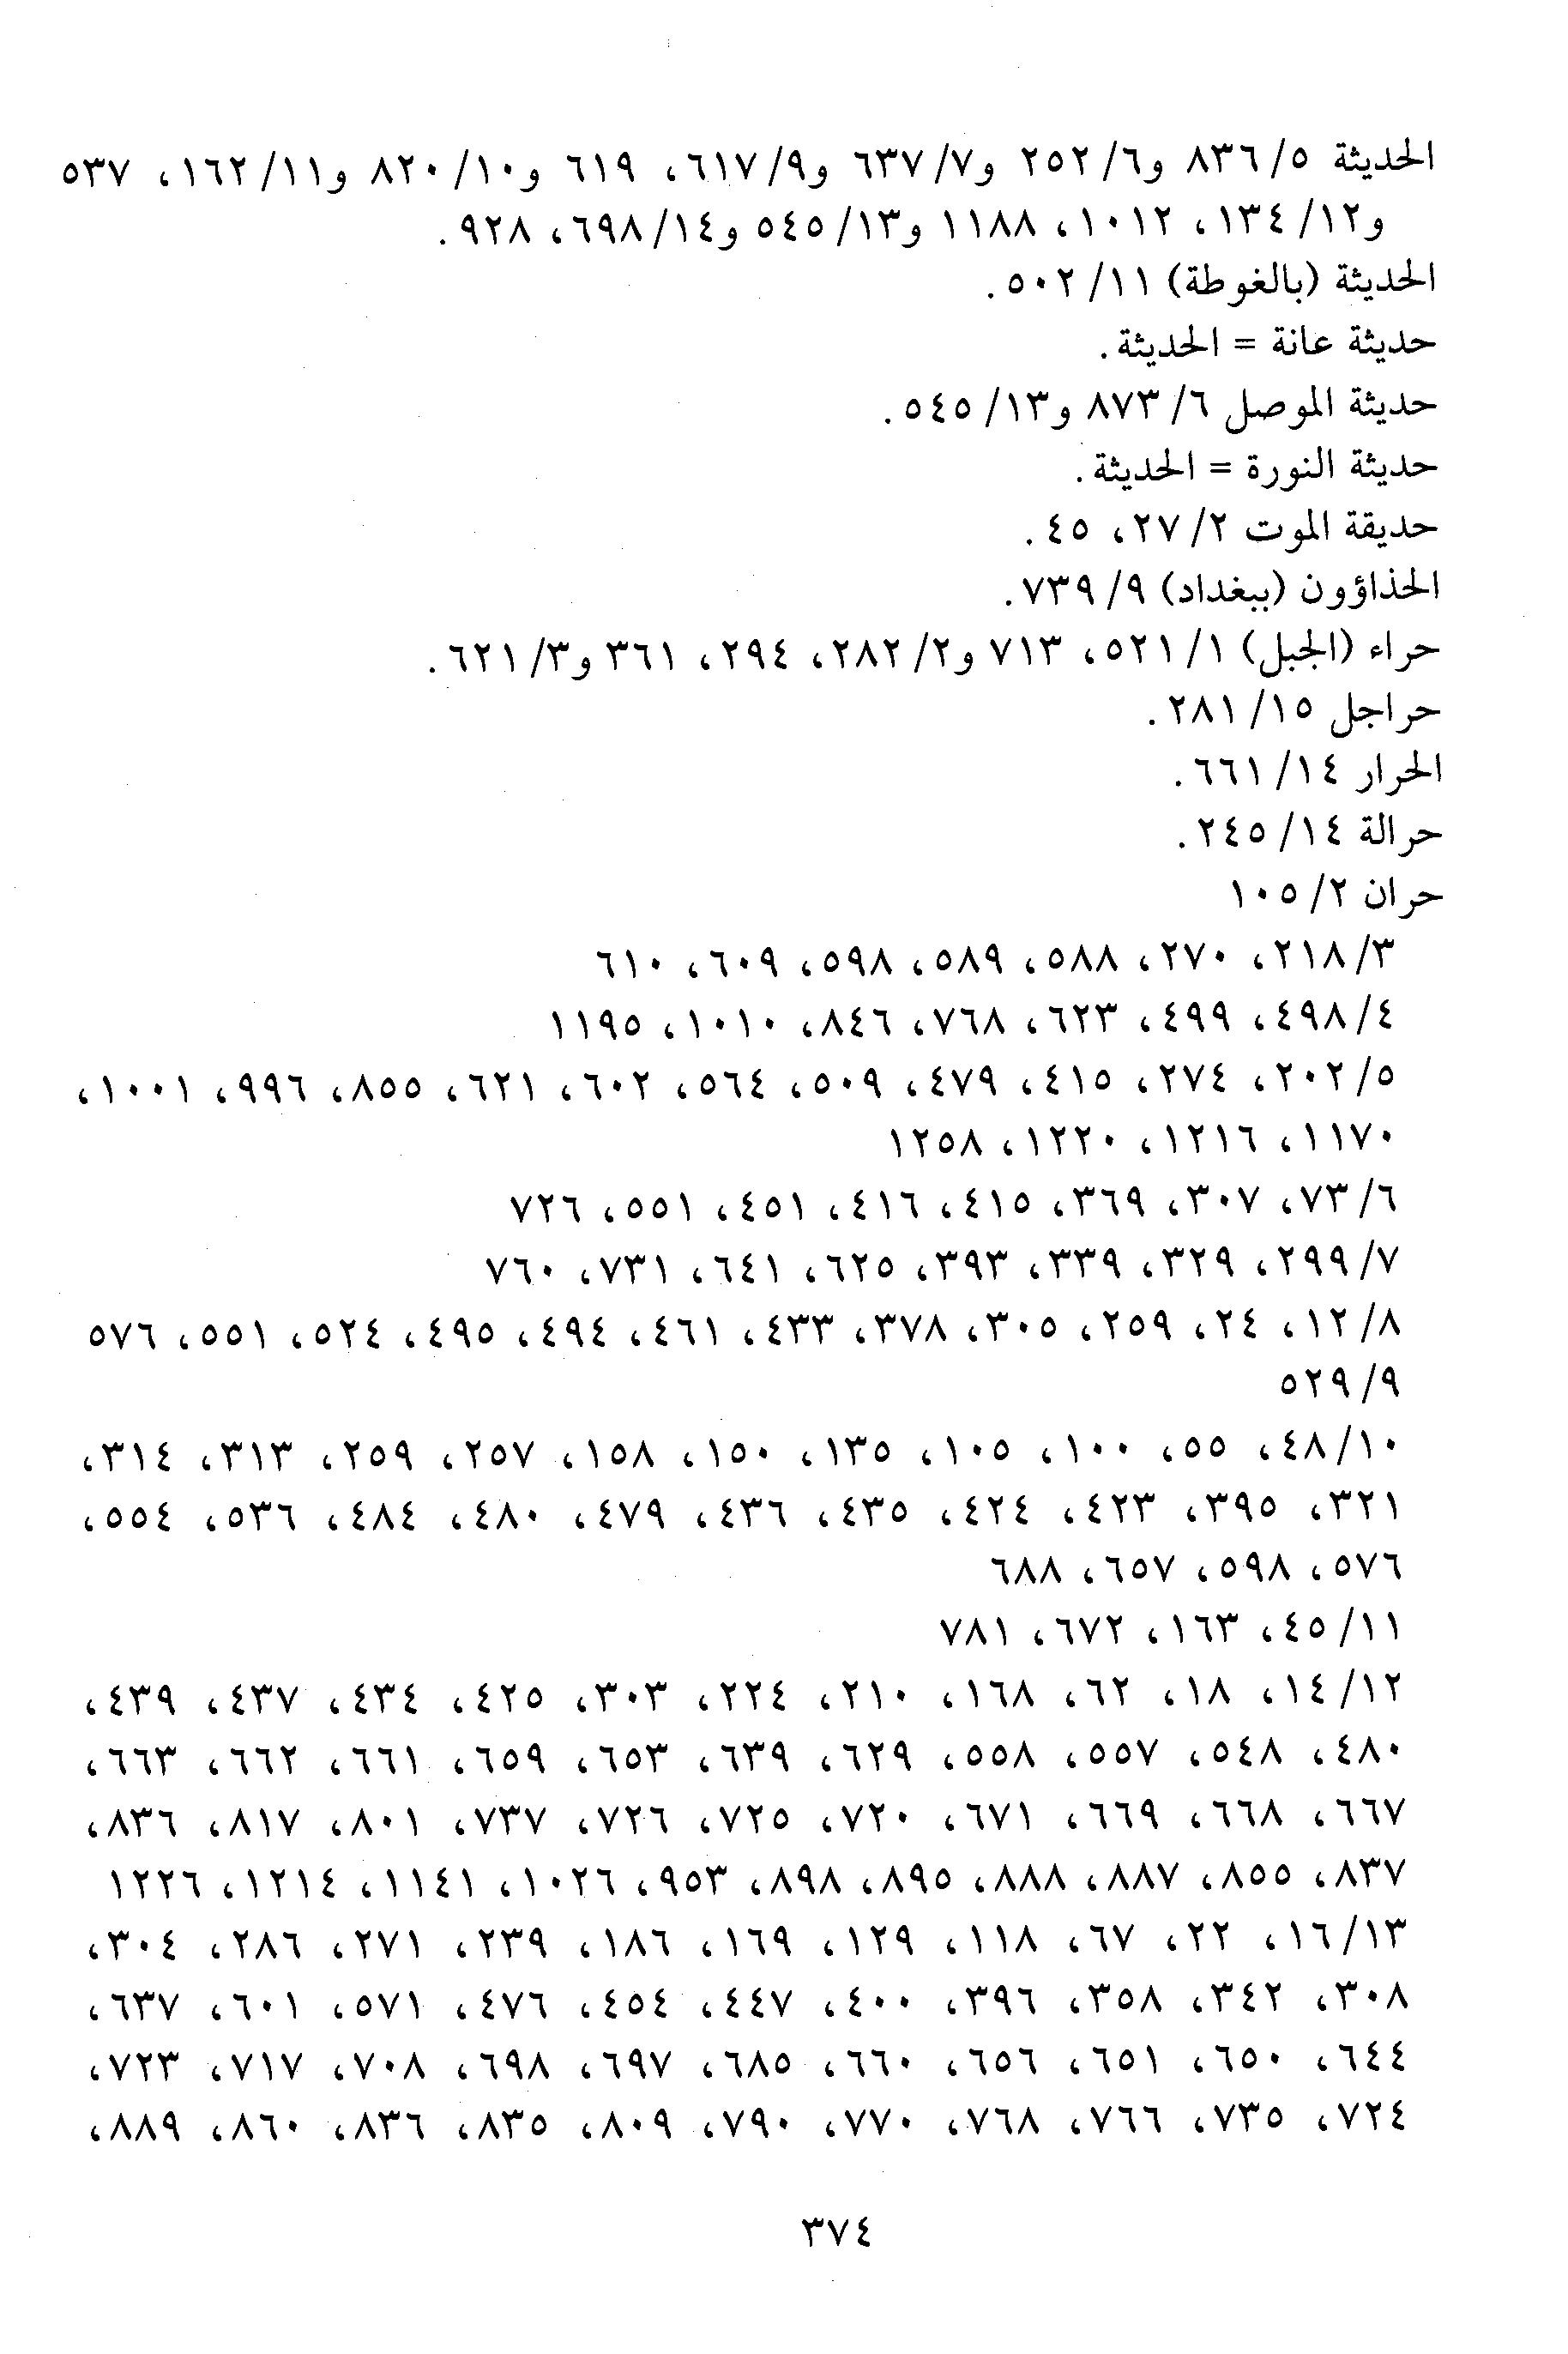 الحديثة ٥/ ٨٣٦ و٦/ ٢٥٢ و٧/ ٦٣٧ و٩/ ٦١٧، ٦١٩ و١٠/ ٨٢٠ و١١/ ١٦٢، ٥٣٧
و١٢/ ١٣٤، ١٠١٢، ١١٨٨ و١٣/ ٥٤٥ و١٤/ ٦٩٨، ٩٢٨.
الحديثة (بالغوطة) ١١/ ٥٠٢.
حديثة عانة = الحديثة.
حديثة الموصل ٦/ ٨٧٣ و١٣/ ٥٤٥.
حديثة النورة = الحديثة.
حديقة الموت ٢/ ٢٧، ٤٥.
الحذاؤون (ببغداد) ٩/ ٧٣٩.
حراء (الجبل) ١/ ٥٢١، ٧١٣ و٢/ ٢٨٢، ٢٩٤، ٣٦١ و٣/ ٦٢١.
حراجل ١٥/ ٢٨١.
الحرار ١٤/ ٦٦١.
حرالة ١٤/ ٢٤٥.
حران ٢/ ١٠٥
٣/ ٢١٨، ٢٧٠، ٥٨٨، ٥٨٩، ٥٩٨، ٦٠٩، ٦١٠
٤/ ٤٩٨، ٤٩٩، ٦٢٣، ٧٦٨، ٨٤٦، ١٠١٠، ١١٩٥
٥/ ٢٠٢، ٢٧٤، ٤١٥، ٤٧٩، ٥٠٩، ٥٦٤، ٦٠٢، ٦٢١، ٨٥٥، ٩٩٦، ١٠٠١،
١١٧٠، ١٢١٦، ١٢٢٠، ١٢٥٨
٦/ ٧٣، ٣٠٧، ٣٦٩، ٤١٥، ٤١٦، ٤٥١، ٥٥١، ٧٢٦
٧/ ٢٩٩، ٣٢٩، ٣٣٩، ٣٩٣، ٦٢٥، ٦٤١، ٧٣١، ٧٦٠
٨/ ١٢، ٢٤، ٢٥٩، ٣٠٥، ٣٧٨، ٤٣٣، ٤٦١، ٤٩٤، ٤٩٥، ٥٢٤، ٥٥١، ٥٧٦
٩/ ٥٢٩
١٠/ ٤٨، ٥٥، ١٠٠، ١٠٥، ١٣٥، ١٥٠، ١٥٨، ٢٥٧، ٢٥٩، ٣١٣، ٣١٤،
٣٢١، ٣٩٥، ٤٢٣، ٤٢٤، ٤٣٥، ٤٣٦، ٤٧٩، ٤٨٠، ٤٨٤، ٥٣٦، ٥٥٤،
٥٧٦، ٥٩٨، ٦٥٧، ٦٨٨
١١/ ٤٥، ١٦٣، ٦٧٢، ٧٨١
١٢/ ١٤، ١٨، ٦٢، ١٦٨، ٢١٠، ٢٢٤، ٣٠٣، ٤٢٥، ٤٣٤، ٤٣٧، ٤٣٩،
٤٨٠، ٥٤٨، ٥٥٧، ٥٥٨، ٦٢٩، ٦٣٩، ٦٥٣، ٦٥٩، ٦٦١، ٦٦٢، ٦٦٣،
٦٦٧، ٦٦٨، ٦٦٩، ٦٧١، ٧٢٠، ٧٢٥، ٧٢٦، ٧٣٧، ٨٠١، ٨١٧، ٨٣٦،
٨٣٧، ٨٥٥، ٨٨٧، ٨٨٨، ٨٩٥، ٨٩٨، ٩٥٣، ١٠٢٦، ١١٤١، ١٢١٤، ١٢٢٦
١٣/ ١٦، ٢٢، ٦٧، ١١٨، ١٢٩، ١٦٩، ١٨٦، ٢٣٩، ٢٧١، ٢٨٦، ٣٠٤،
٣٠٨، ٣٤٢، ٣٥٨، ٣٩٦، ٤٠٠، ٤٤٧، ٤٥٤، ٤٧٦، ٥٧١، ٦٠١، ٦٣٧،
٦٤٤، ٦٥٠، ٦٥١، ٦٥٦، ٦٦٠، ٦٨٥، ٦٩٧، ٦٩٨، ٧٠٨، ٧١٧، ٧٢٣،
٧٢٤، ٧٣٥، ٧٦٦، ٧٦٨، ٧٧٠، ٧٩٠، ٨٠٩، ٨٣٥، ٨٣٦، ٨٦٠، ٨٨٩،
٣٧٤